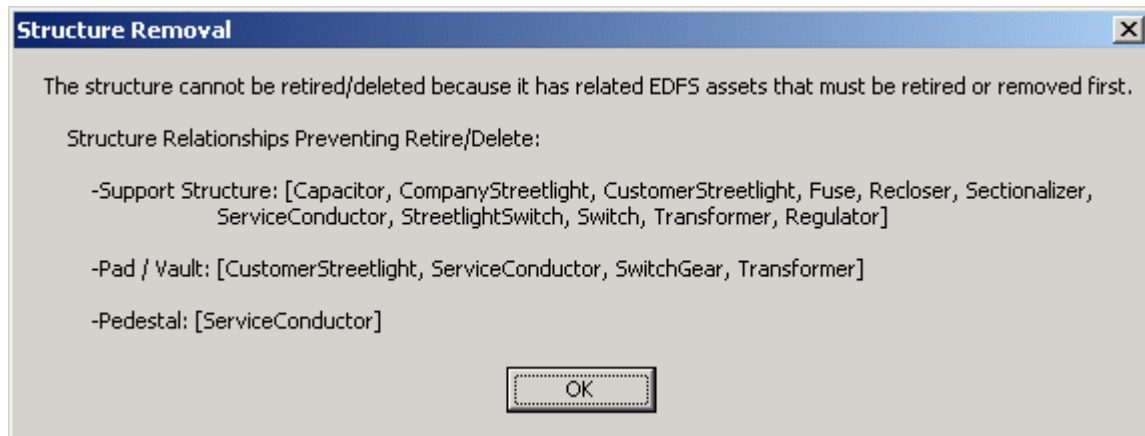 Structure Removal
The structure cannot be retired/deleted because it has related EDFS assets that must be retired or removed first.
Structure Relationships Preventing Retire/Delete:
-Support Structure: [Capacitor, CompanyStreetlight, CustomerStreetlight, Fuse, Recloser, Sectionalizer,
ServiceConductor, StreetlightSwitch, Switch, Transformer, Regulator]
-Pad / Vault: [CustomerStreetlight, ServiceConductor, SwitchGear, Transformer]
-Pedestal: [ServiceConductor]
OK